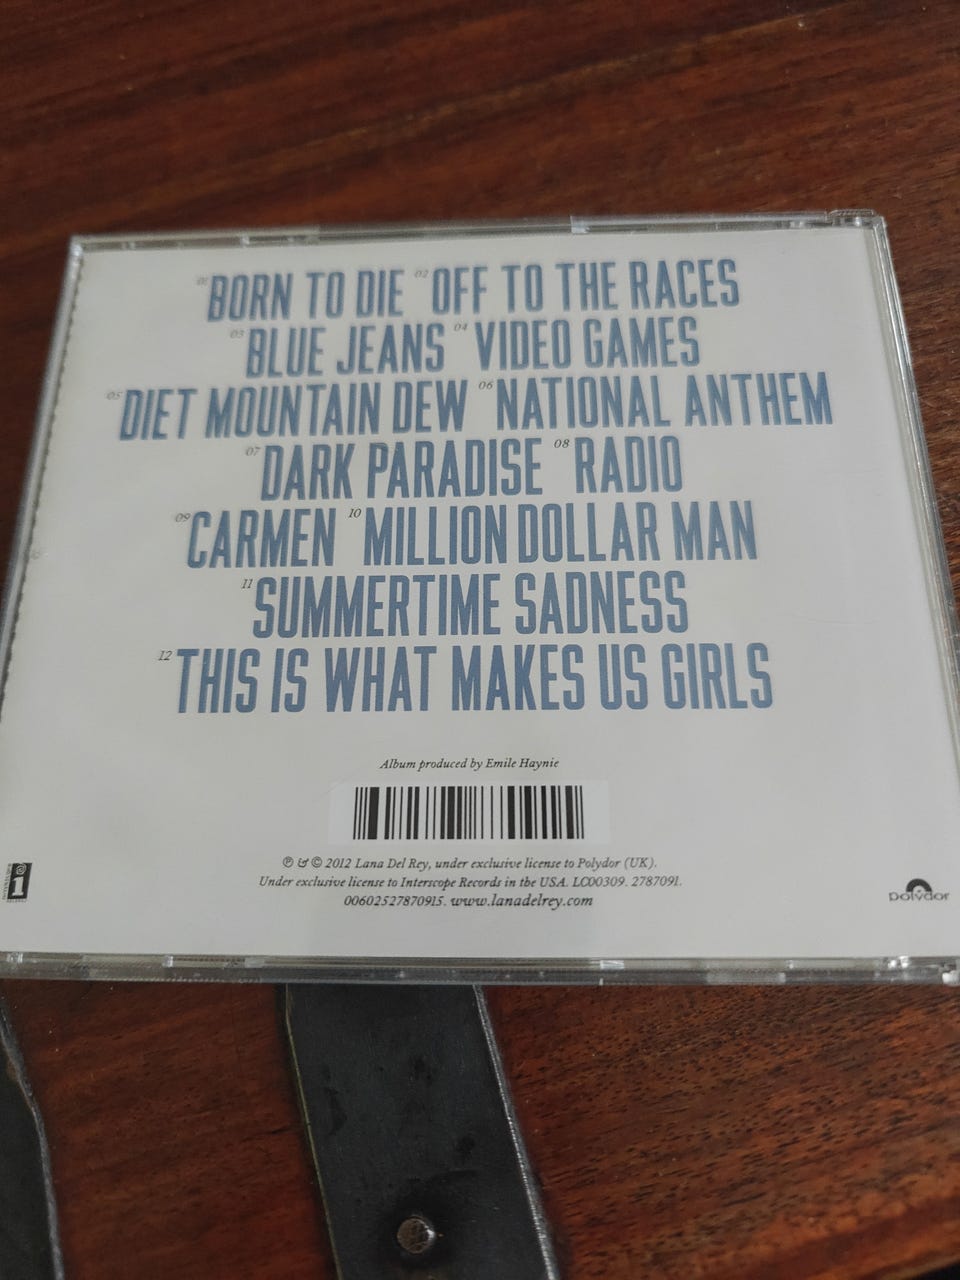 01 BORN TO DIE 02 OFF TO THE RACES
03 BLUE JEANS 04 VIDEO GAMES
05 DIET MOUNTAIN DEW 06 NATIONAL ANTHEM
07 DARK PARADISE 08 RADIO
09 CARMEN 10 MILLION DOLLAR MAN
11 SUMMERTIME SADNESS
12 THIS IS WHAT MAKES US GIRLS
Album produced by Emile Haynie
℗ & © 2012 Lana Del Rey, under exclusive license to Polydor (UK).
Under exclusive license to Interscope Records in the USA. LC00309. 2787091.
00602527870915. www.lanadelrey.com
polydor